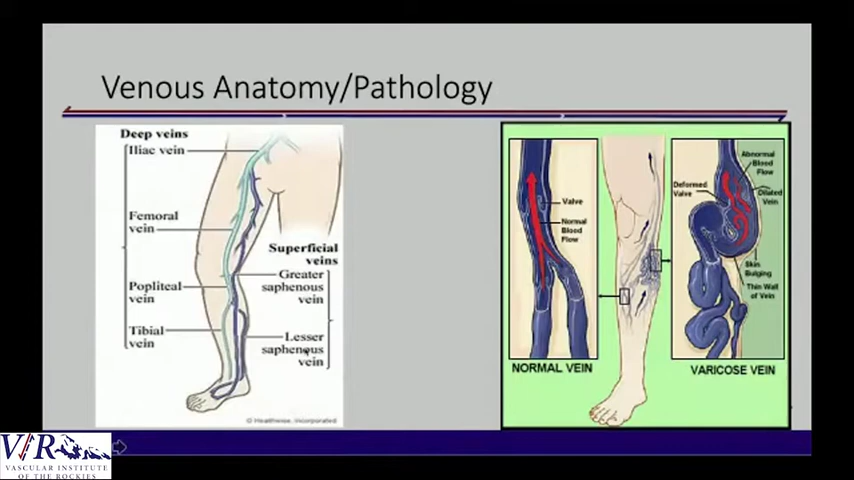 Venous Anatomy/Pathology
Deep veins
Iliac vein
Femoral
vein
Popliteal
vein
Tibial
vein
Superficial
veins
Greater
saphenous
vein
Lesser
saphenous
vein
© Healthwise, Incorporated
Valve
Normal
Blood
Flow
NORMAL VEIN
Abnormal
Blood
Flow
Deformed
Valve
Dilated
Vein
Skin
Bulging
Thin Wall
of Vein
VARICOSE VEIN
VIR
VASCULAR INSTITUTE
OF THE ROCKIES